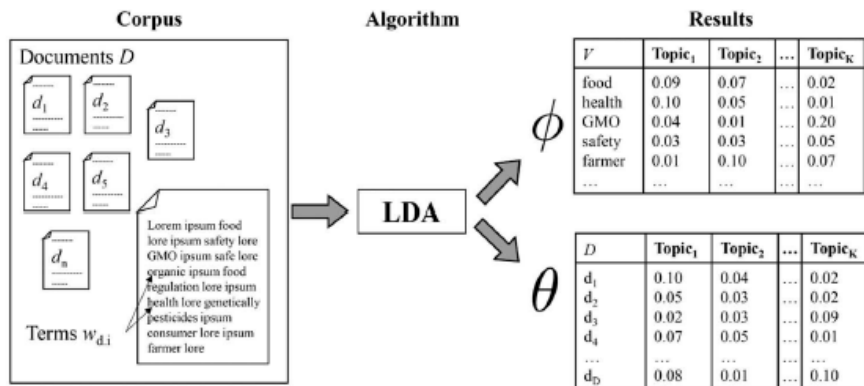 Corpus
Algorithm
Results
Documents D
d1
d2
d3
d4
d5
dn
Lorem ipsum food
lore ipsum safety lore
GMO ipsum safe lore
organic ipsum food
regulation lore ipsum
health lore genetically
pesticides ipsum
consumer lore ipsum
farmer lore
Terms wd.i
LDA
ϕ
V Topic1 Topic2 ... TopicK
food 0.09 0.07 ... 0.02
health 0.10 0.05 ... 0.01
GMO 0.04 0.01 ... 0.20
safety 0.03 0.03 ... 0.05
farmer 0.01 0.10 ... 0.07
... ... ... ...
θ
D Topic1 Topic2 ... TopicK
d1 0.10 0.04 ... 0.02
d2 0.05 0.03 ... 0.02
d3 0.02 0.03 ... 0.09
d4 0.07 0.05 ... 0.01
... ... ... ... ...
dD 0.08 0.01 ... 0.10